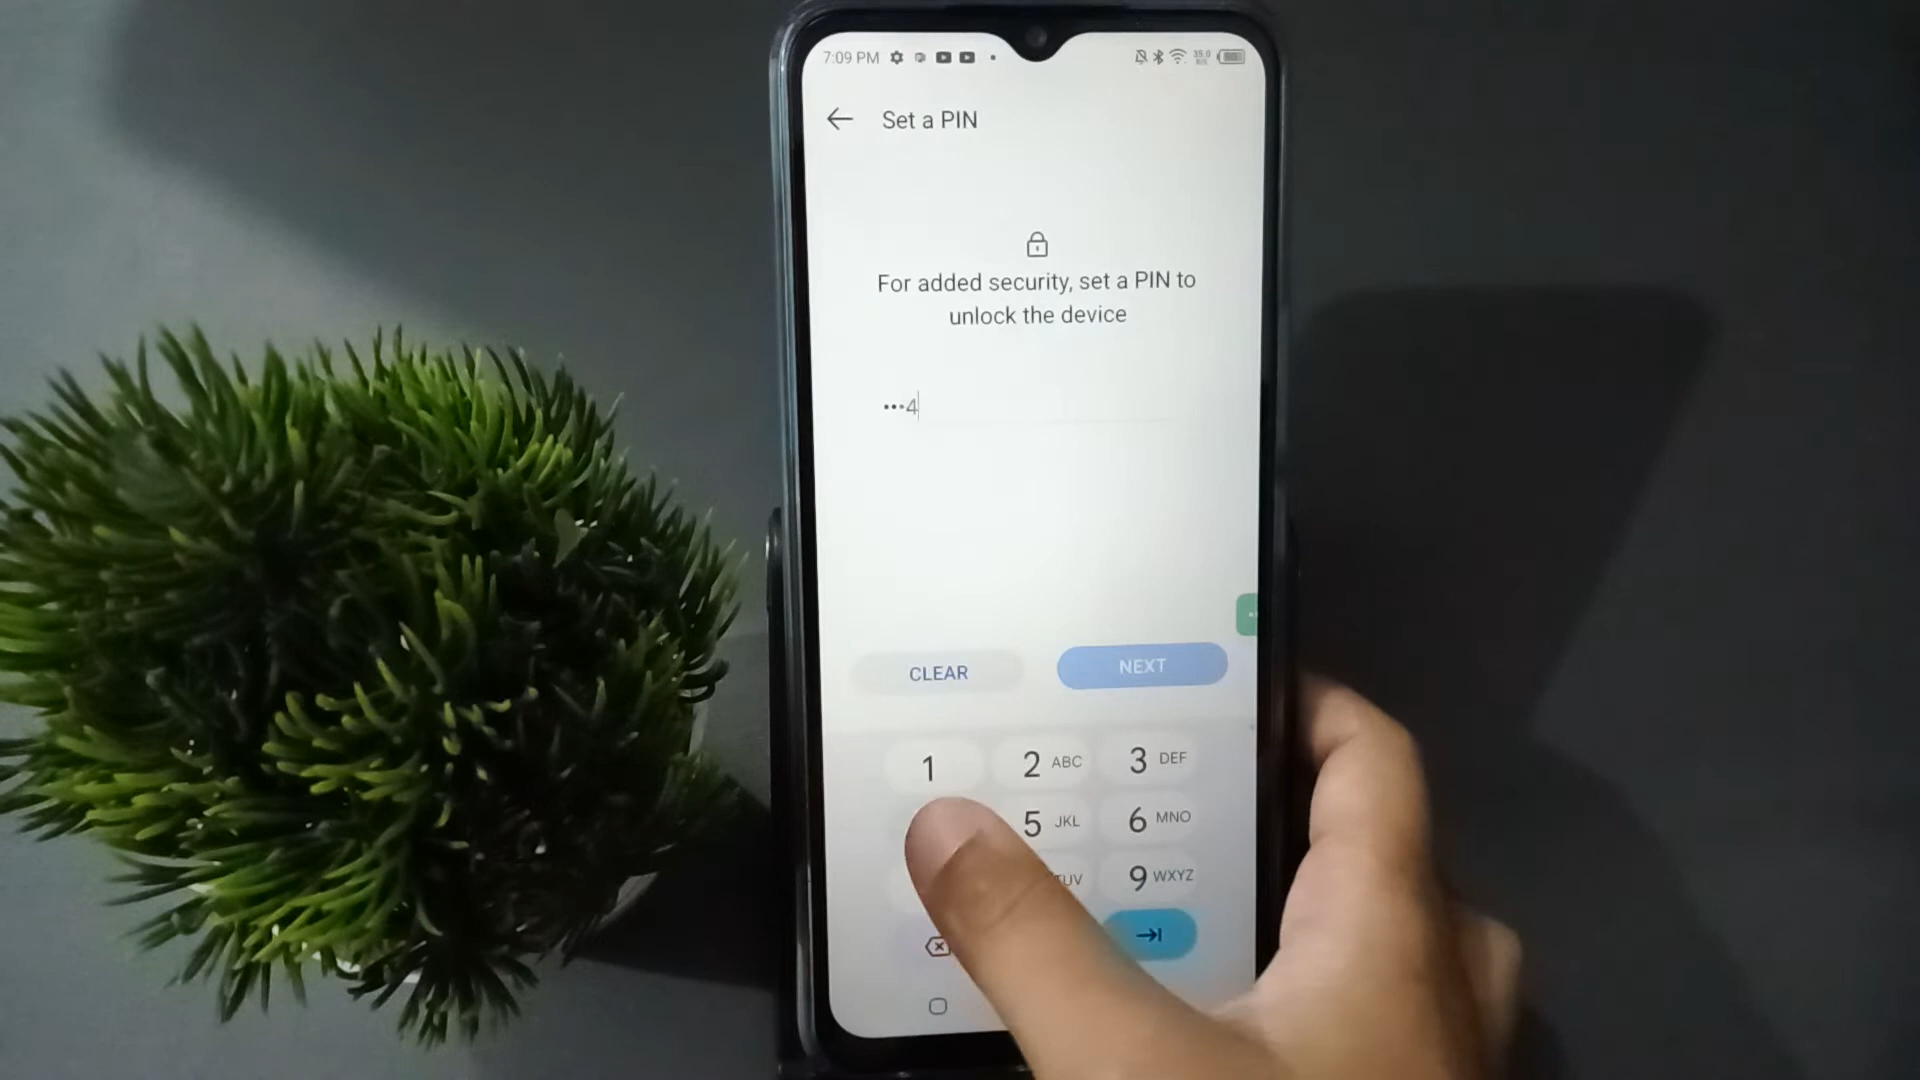 7:09 PM
Set a PIN
For added security, set a PIN to
unlock the device
•••4
CLEAR
NEXT
1
2 ABC
3 DEF
5 JKL
6 MNO
TUV
9 WXYZ